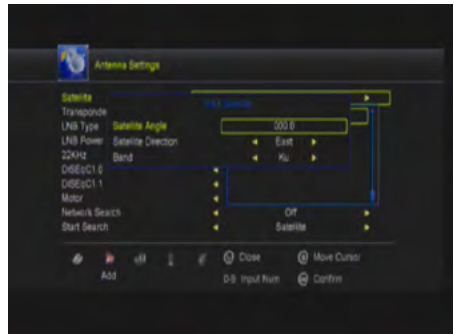 Antenna Settings
Satellite
Transponde
LNB Type
Satellite Angle
000.0
LNB Power
Satellite Direction
East
22KHz
Band
Ku
DiSEqC1.0
DiSEqC1.1
Motor
Network Search
Off
Start Search
Satellite
Close
Move Cursor
Add
0-9 Input Num
Confirm